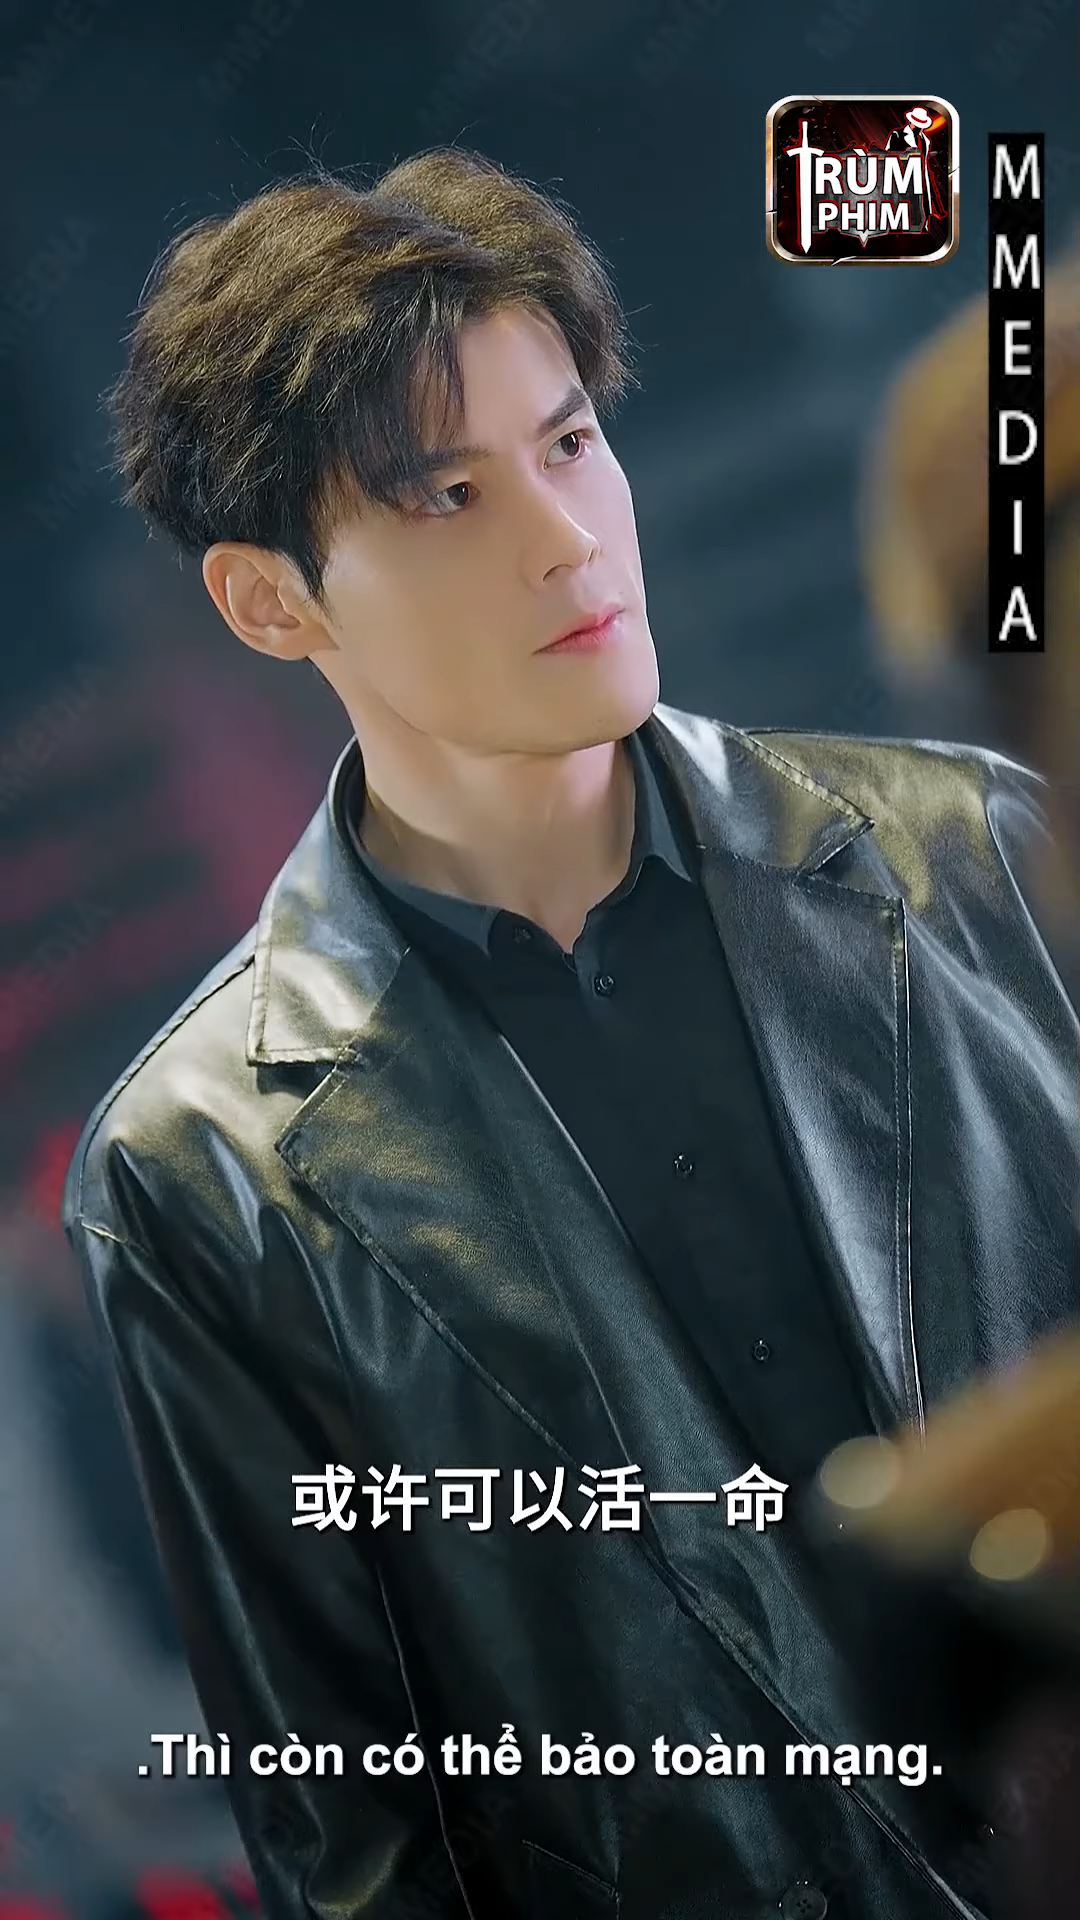 TRÙM
PHIM
MMEDIA
或许可以活一命
.Thì còn có thể bảo toàn mạng.